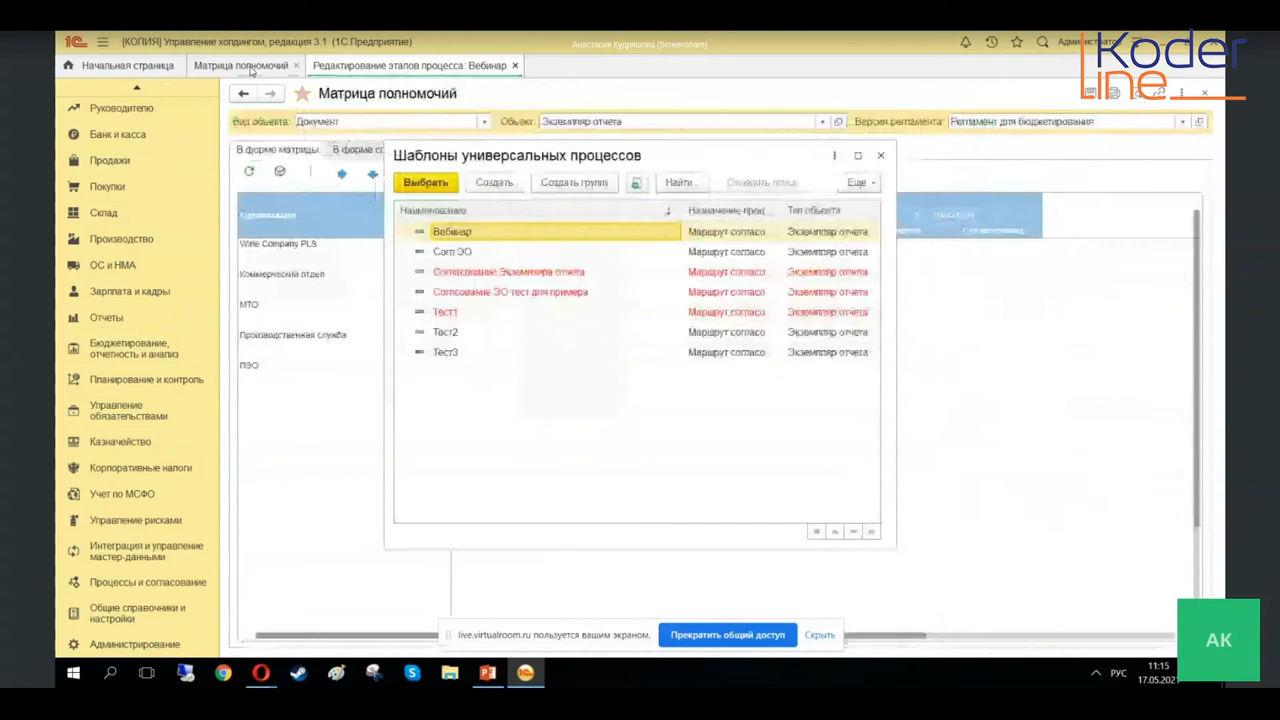 [КОПИЯ] Управление холдингом, редакция 3.1 (1С:Предприятие)
Анастасия Кудряшова (Screenshare)
Koder
line
Начальная страница
Матрица полномочий
Редактирование этапов процесса: Вебинар
Матрица полномочий
Вид объекта:
Документ
Объект:
Экземпляр отчета
Версия регламента:
Регламент для бюджетирования
В форме матрицы
В форме
Организация
Wine Company PLS
Коммерческий отдел
МТО
Производственная служба
ПЭО
Шаблоны универсальных процессов
Выбрать
Создать
Создать группу
Найти...
Отменить поиск
Еще
Наименование
Назначение проц
Тип объекта
Вебинар
Маршрут согласо
Экземпляр отчета
Согл ЭО
Маршрут согласо
Экземпляр отчета
Согласование Экземпляра отчета
Маршрут согласо
Экземпляр отчета
Согласование ЭО тест для примера
Маршрут согласо
Экземпляр отчета
Тест1
Маршрут согласо
Экземпляр отчета
Тест2
Маршрут согласо
Экземпляр отчета
Тест3
Маршрут согласо
Экземпляр отчета
Руководителю
Банк и касса
Продажи
Покупки
Склад
Производство
ОС и НМА
Зарплата и кадры
Отчеты
Бюджетирование,
отчетность и анализ
Планирование и контроль
Управление
обязательствами
Казначейство
Корпоративные налоги
Учет по МСФО
Управление рисками
Интеграция и управление
мастер-данными
Процессы и согласование
Общие справочники и
настройки
Администрирование
live.virtualroom.ru пользуется вашим экраном.
Прекратить общий доступ
Скрыть
АК
РУС
11:15